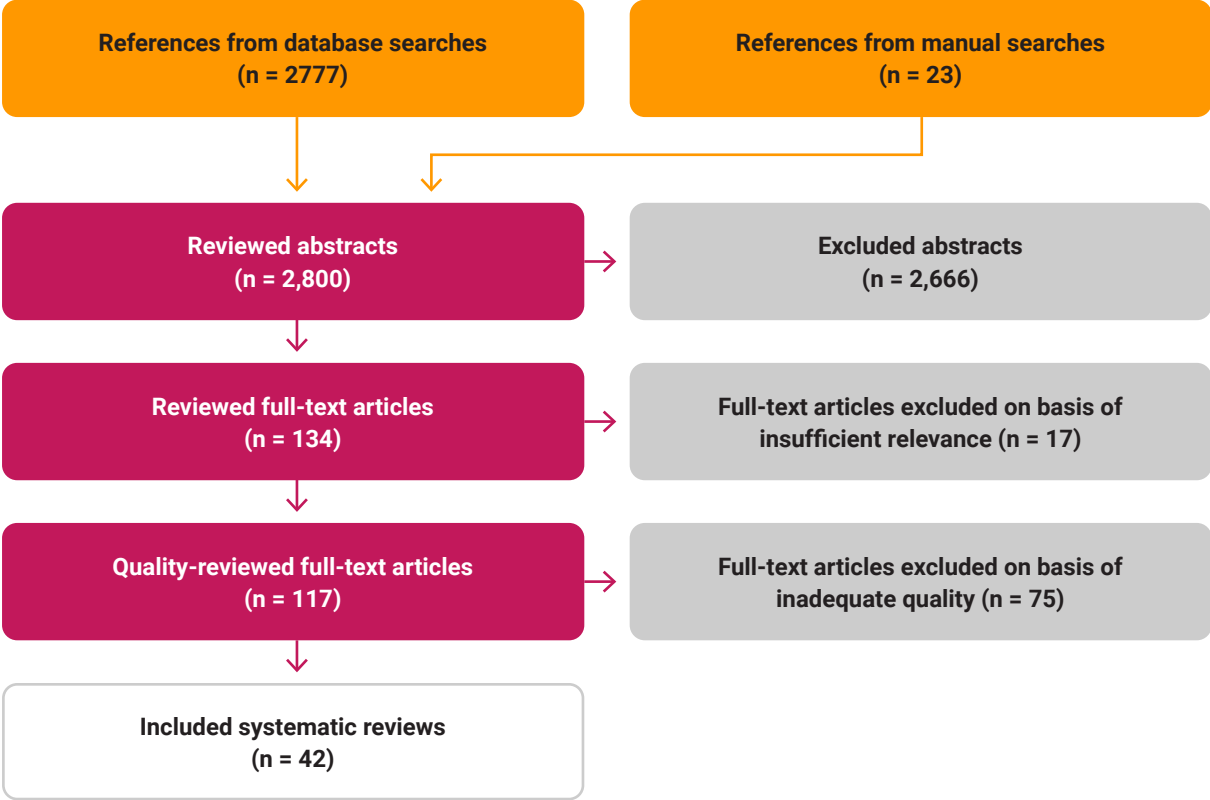 References from database searches
(n = 2777)
References from manual searches
(n = 23)
Reviewed abstracts
(n = 2,800)
Excluded abstracts
(n = 2,666)
Reviewed full-text articles
(n = 134)
Full-text articles excluded on basis of
insufficient relevance (n = 17)
Quality-reviewed full-text articles
(n = 117)
Full-text articles excluded on basis of
inadequate quality (n = 75)
Included systematic reviews
(n = 42)